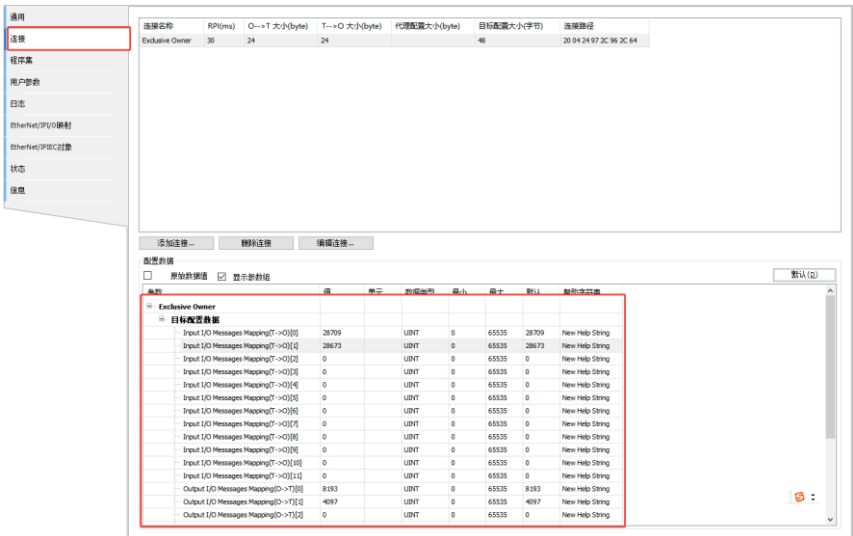 通用
连接
程序集
用户参数
日志
EtherNet/IPI/O映射
EtherNet/IPIEC对象
状态
信息
连接名称 RPI(ms) O-->T 大小(byte) T-->O 大小(byte) 代理配置大小(byte) 目标配置大小(字节) 连接路径
Exclusive Owner 30 24 24 48 20 04 24 97 2C 96 2C 64
添加连接... 删除连接 编辑连接...
配置数据
原始数据值 显示参数组 默认(D)
参数 值 单元 数据类型 最小 最大 默认 帮助字符串
Exclusive Owner
目标配置数据
Input I/O Messages Mapping(T->O)[0] 28709 UINT 0 65535 28709 New Help String
Input I/O Messages Mapping(T->O)[1] 28673 UINT 0 65535 28673 New Help String
Input I/O Messages Mapping(T->O)[2] 0 UINT 0 65535 0 New Help String
Input I/O Messages Mapping(T->O)[3] 0 UINT 0 65535 0 New Help String
Input I/O Messages Mapping(T->O)[4] 0 UINT 0 65535 0 New Help String
Input I/O Messages Mapping(T->O)[5] 0 UINT 0 65535 0 New Help String
Input I/O Messages Mapping(T->O)[6] 0 UINT 0 65535 0 New Help String
Input I/O Messages Mapping(T->O)[7] 0 UINT 0 65535 0 New Help String
Input I/O Messages Mapping(T->O)[8] 0 UINT 0 65535 0 New Help String
Input I/O Messages Mapping(T->O)[9] 0 UINT 0 65535 0 New Help String
Input I/O Messages Mapping(T->O)[10] 0 UINT 0 65535 0 New Help String
Input I/O Messages Mapping(T->O)[11] 0 UINT 0 65535 0 New Help String
Output I/O Messages Mapping(O->T)[0] 8193 UINT 0 65535 8193 New Help String
Output I/O Messages Mapping(O->T)[1] 4097 UINT 0 65535 4097 New Help String
Output I/O Messages Mapping(O->T)[2] 0 UINT 0 65535 0 New Help String